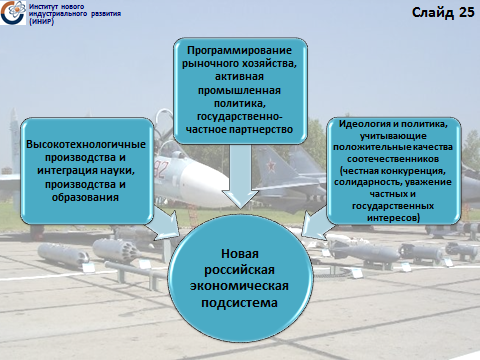 Институт нового
индустриального развития
(ИНИР)
Слайд 25
Программирование
рыночного хозяйства,
активная
промышленная
политика,
государственно-
частное партнерство
Высокотехнологичные
производства и
интеграция науки,
производства и
образования
Идеология и политика,
учитывающие
положительные качества
соотечественников
(честная конкуренция,
солидарность, уважение
частных и
государственных
интересов)
Новая
российская
экономическая
подсистема